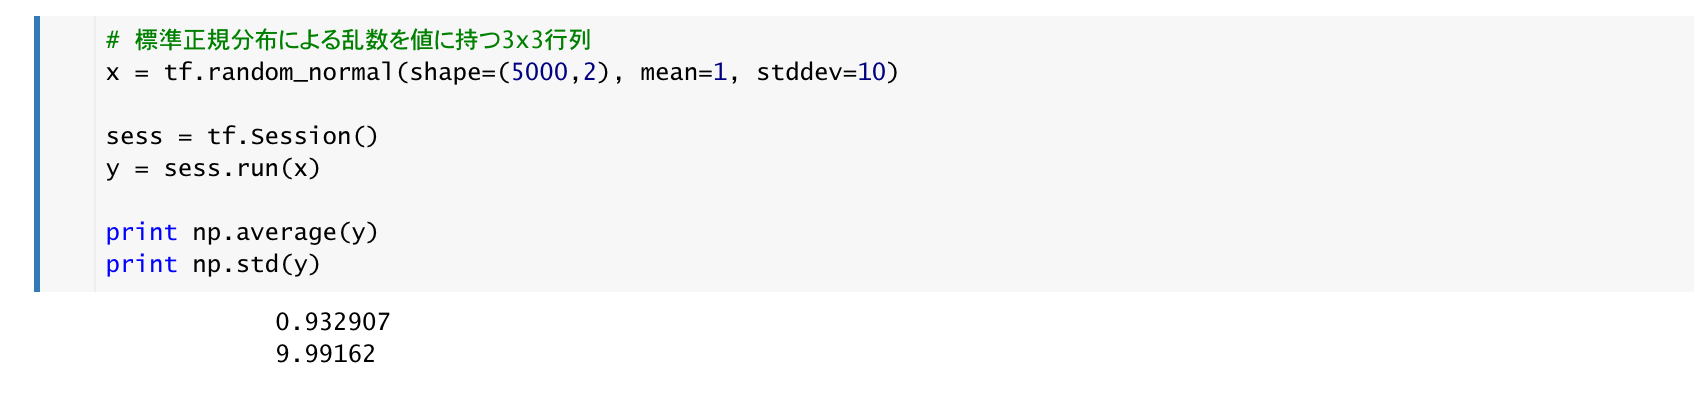 # 標準正規分布による乱数を値に持つ3x3行列
x = tf.random_normal(shape=(5000,2), mean=1, stddev=10)
sess = tf.Session()
y = sess.run(x)
print np.average(y)
print np.std(y)
0.932907
9.99162